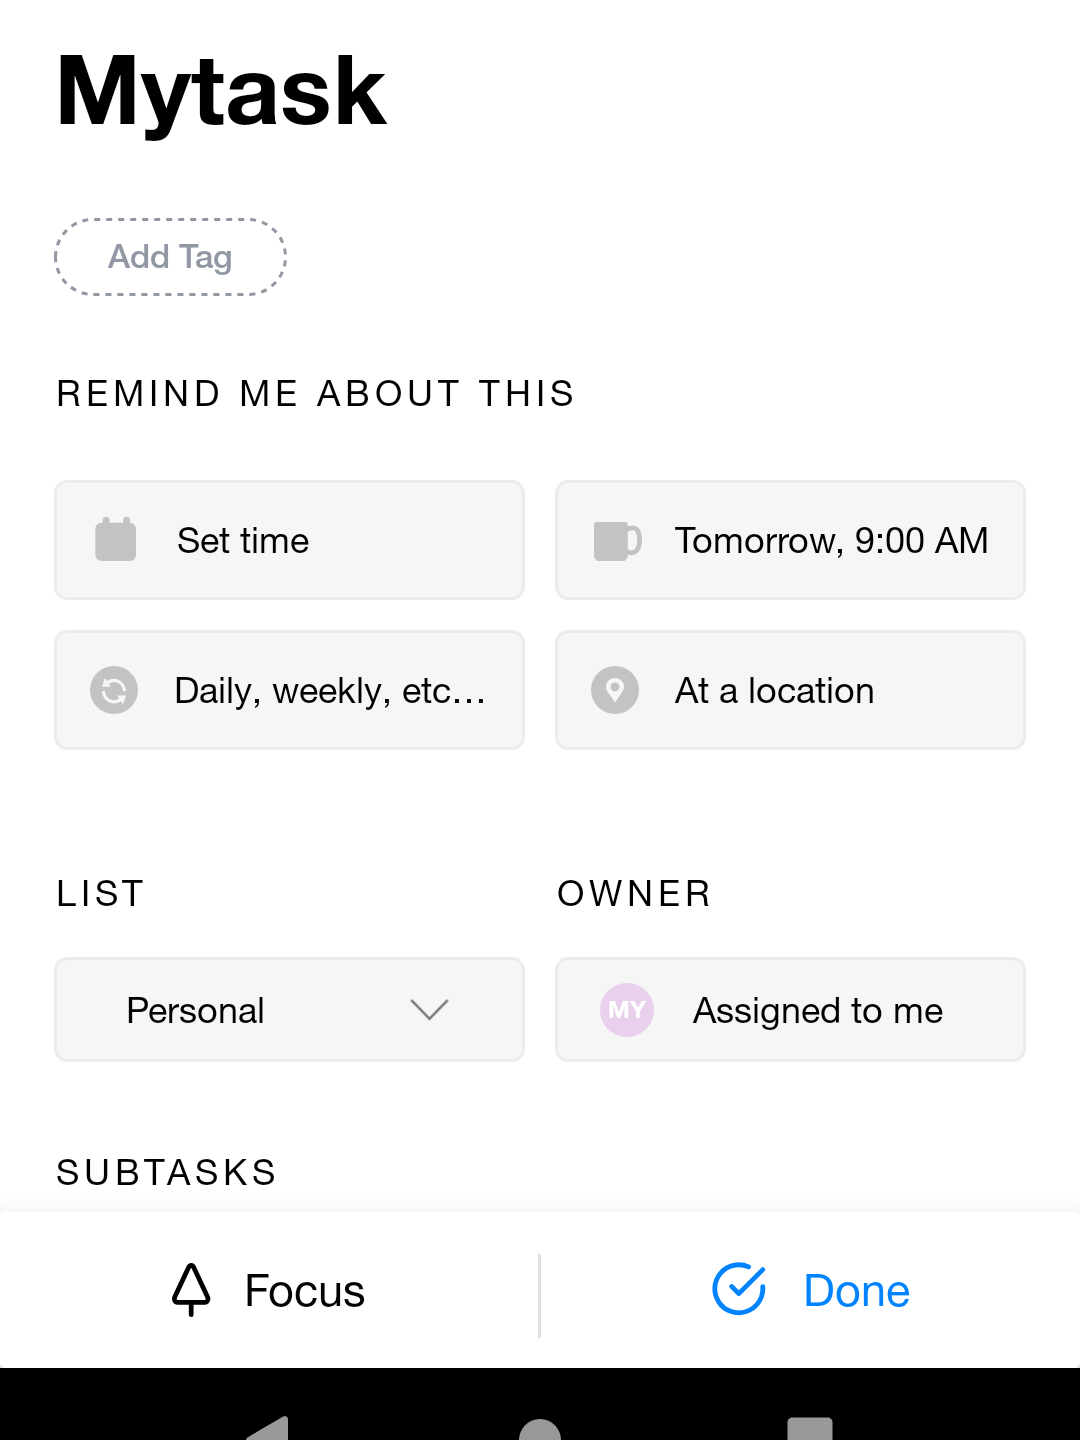 Mytask
Add Tag
REMIND ME ABOUT THIS
Set time
Tomorrow, 9:00 AM
Daily, weekly, etc...
At a location
LIST
OWNER
Personal
MY
Assigned to me
SUBTASKS
Focus
Done